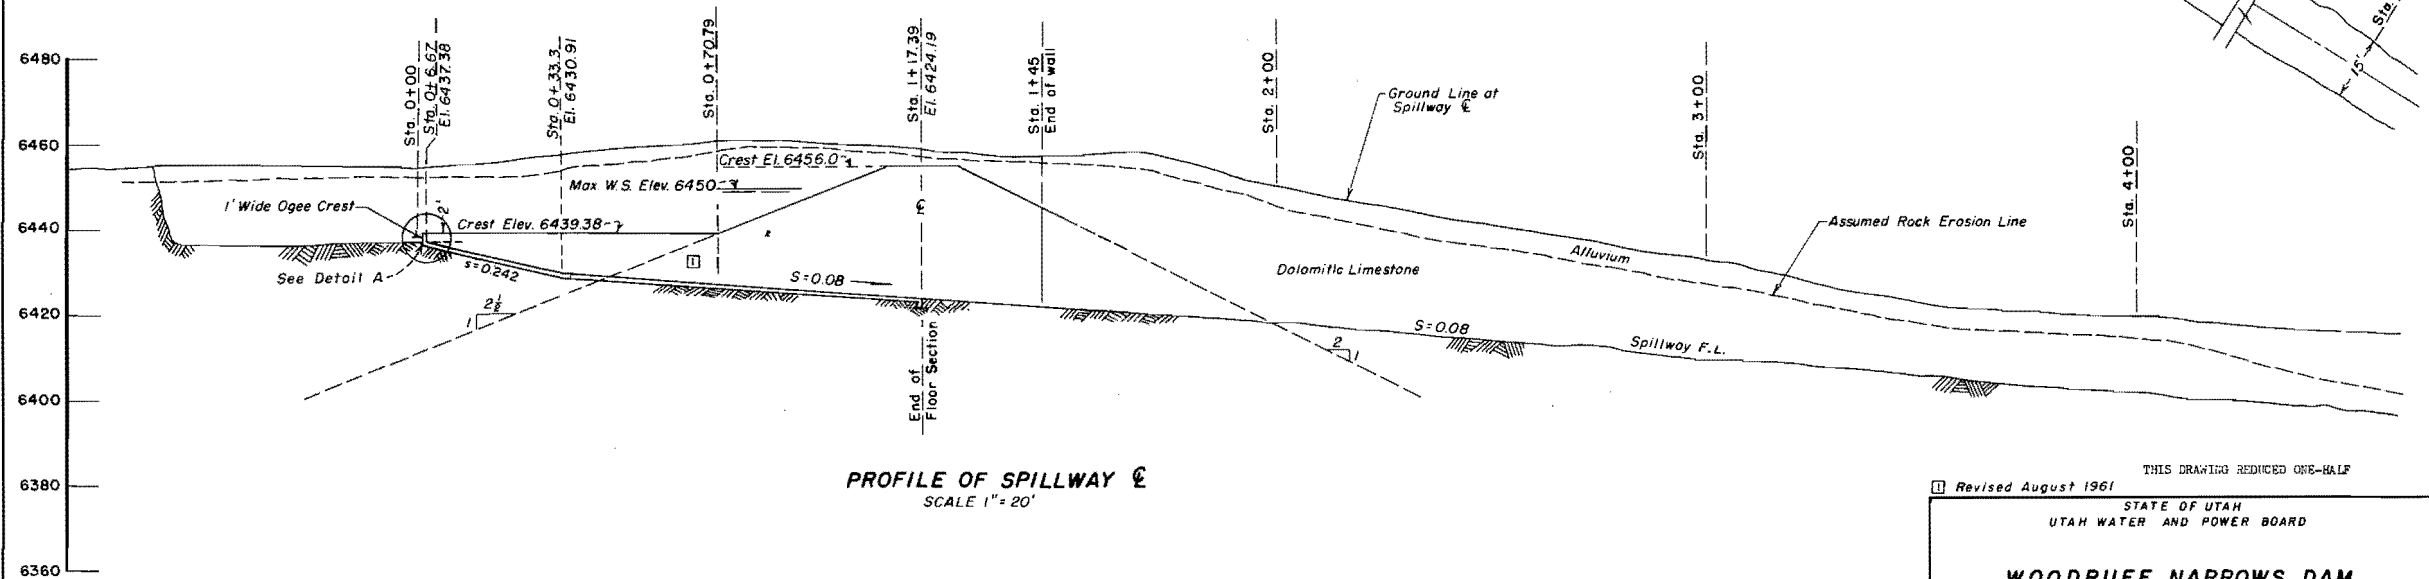 6480
6460
6440
6420
6400
6380
6360
Sta. 0+00
Sta. 0+6.67
El. 6437.38
Sta. 0+33.3
El. 6430.91
Sta. 0+70.79
Sta. 1+17.39
El. 6424.19
Sta. 1+45
End of wall
Sta. 2+00
Sta. 3+00
Sta. 4+00
Sta.
15'
Ground Line at
Spillway ℄
Crest El. 6456.0
Max. W.S. Elev. 6450
1' Wide Ogee Crest
2'
Crest Elev. 6439.38
℄
Assumed Rock Erosion Line
See Detail A
s=0.242
1
S=0.08
Alluvium
Dolomitic Limestone
2½
1
S=0.08
Spillway F.L.
2
1
End of
Floor Section
PROFILE OF SPILLWAY ℄
SCALE 1"= 20'
THIS DRAWING REDUCED ONE-HALF
1 Revised August 1961
STATE OF UTAH
UTAH WATER AND POWER BOARD
WOODRUFF NARROWS DAM